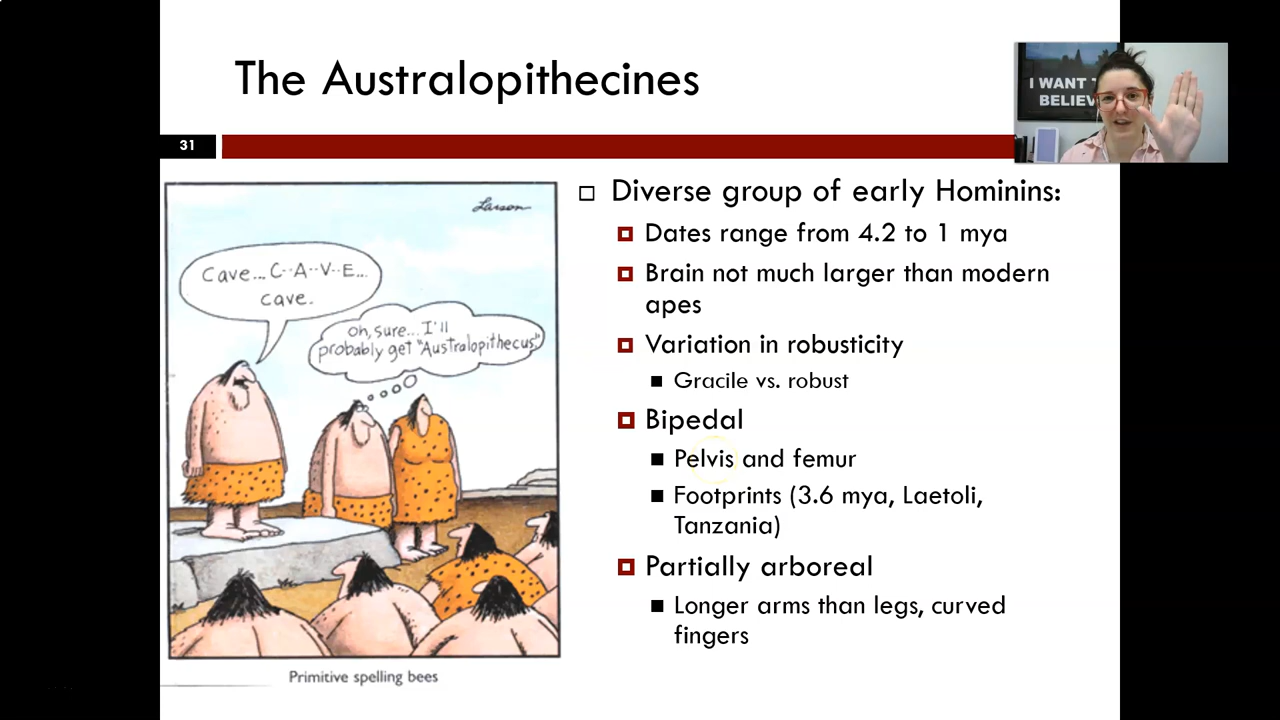 The Australopithecines
I WANT T
BELIEV
31
Larson
Cave...C-A-V-E...
cave.
Oh, sure...I'll
probably get "Australopithecus."
Primitive spelling bees
Diverse group of early Hominins:
Dates range from 4.2 to 1 mya
Brain not much larger than modern
apes
Variation in robusticity
Gracile vs. robust
Bipedal
Pelvis and femur
Footprints (3.6 mya, Laetoli,
Tanzania)
Partially arboreal
Longer arms than legs, curved
fingers